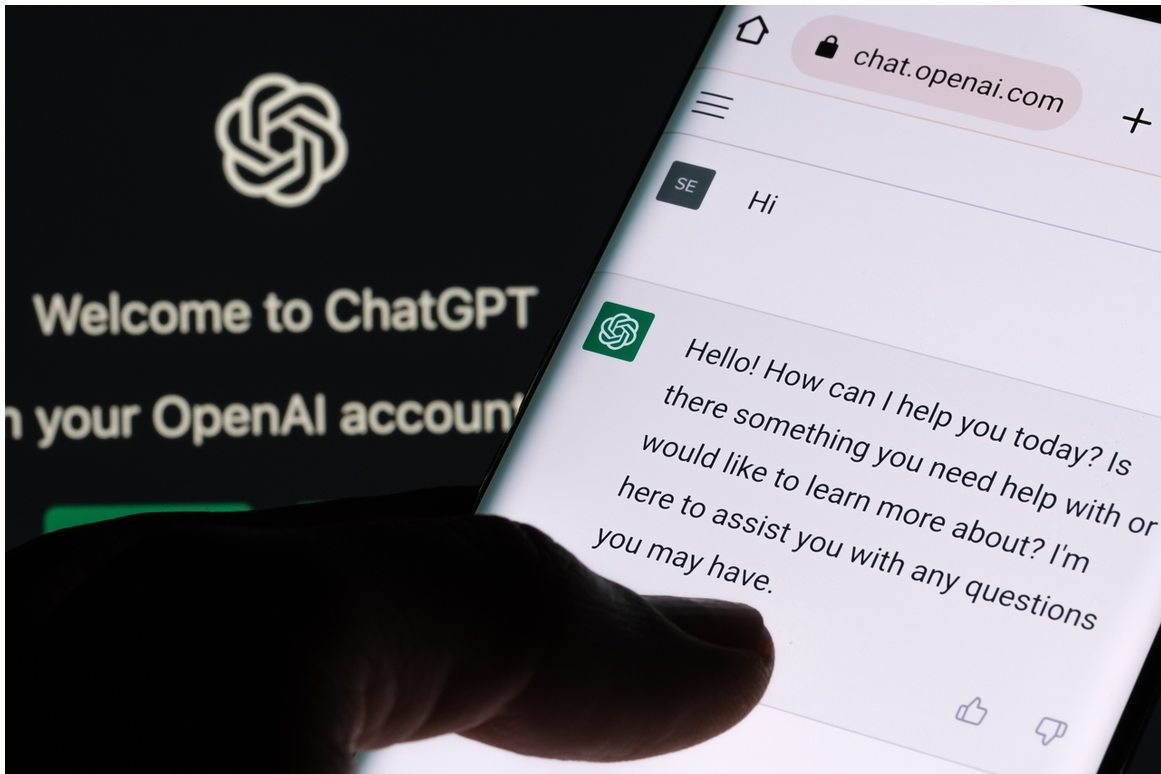 Welcome to ChatGPT
your OpenAI account
chat.openai.com
SE
Hi
Hello! How can I help you today? Is
there something you need help with or
would like to learn more about? I'm
here to assist you with any questions
you may have.